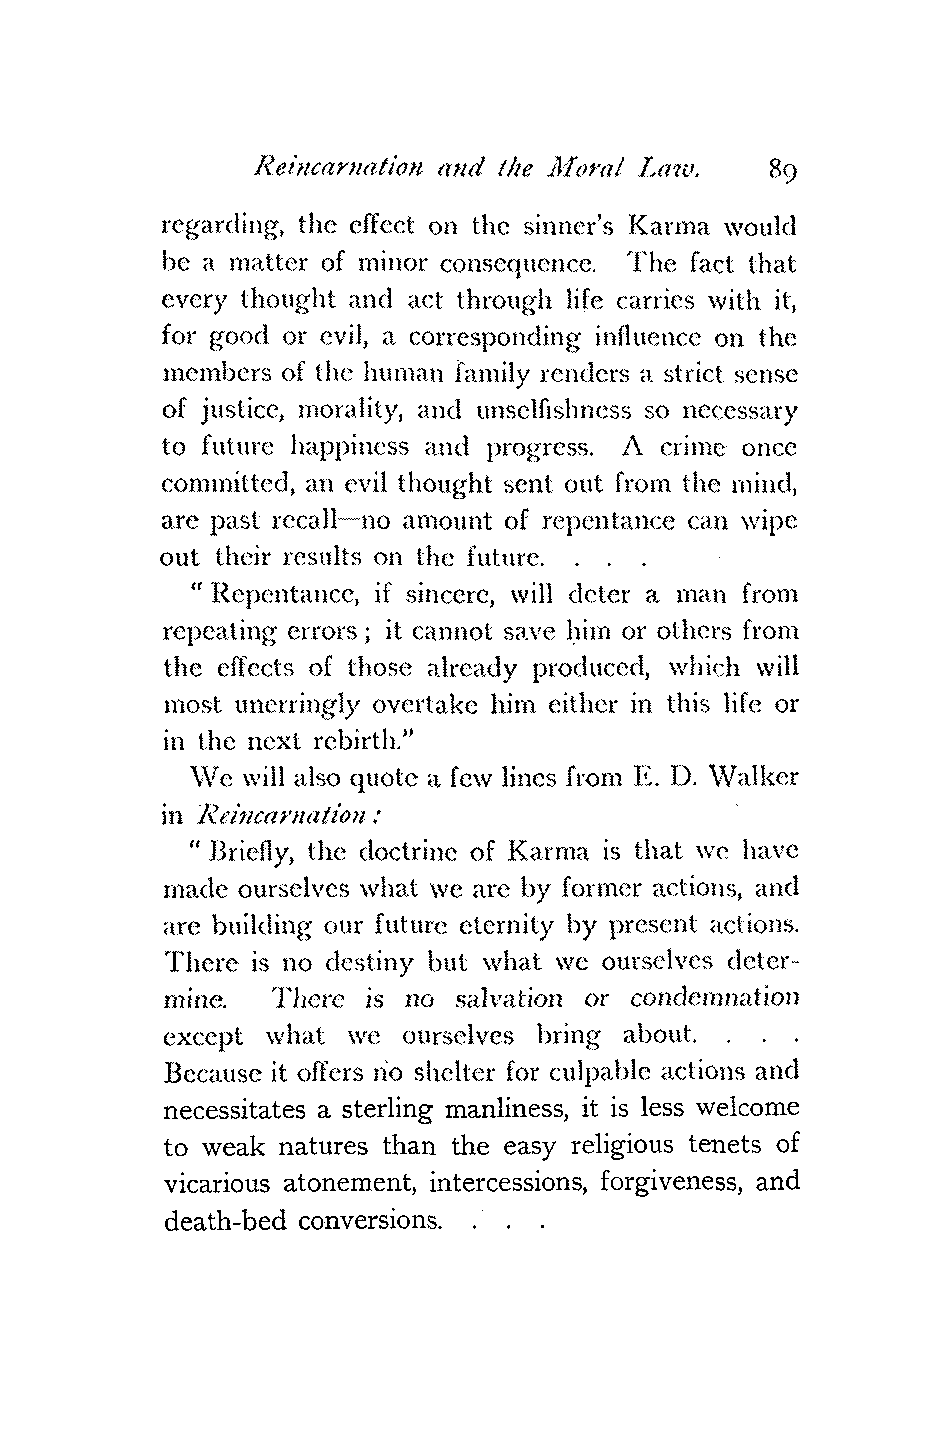 Reincarnation and the Moral Law. 89
regarding, the effect on the sinner's Karma would
be a matter of minor consequence. The fact that
every thought and act through life carries with it,
for good or evil, a corresponding influence on the
members of the human family renders a strict sense
of justice, morality, and unselfishness so necessary
to future happiness and progress. A crime once
committed, an evil thought sent out from the mind,
are past recall—no amount of repentance can wipe
out their results on the future. . . .
" Repentance, if sincere, will deter a man from
repeating errors ; it cannot save him or others from
the effects of those already produced, which will
most unerringly overtake him either in this life or
in the next rebirth."
We will also quote a few lines from E. D. Walker
in Reincarnation :
" Briefly, the doctrine of Karma is that we have
made ourselves what we are by former actions, and
are building our future eternity by present actions.
There is no destiny but what we ourselves deter-
mine. There is no salvation or condemnation
except what we ourselves bring about. . . .
Because it offers no shelter for culpable actions and
necessitates a sterling manliness, it is less welcome
to weak natures than the easy religious tenets of
vicarious atonement, intercessions, forgiveness, and
death-bed conversions. . . .